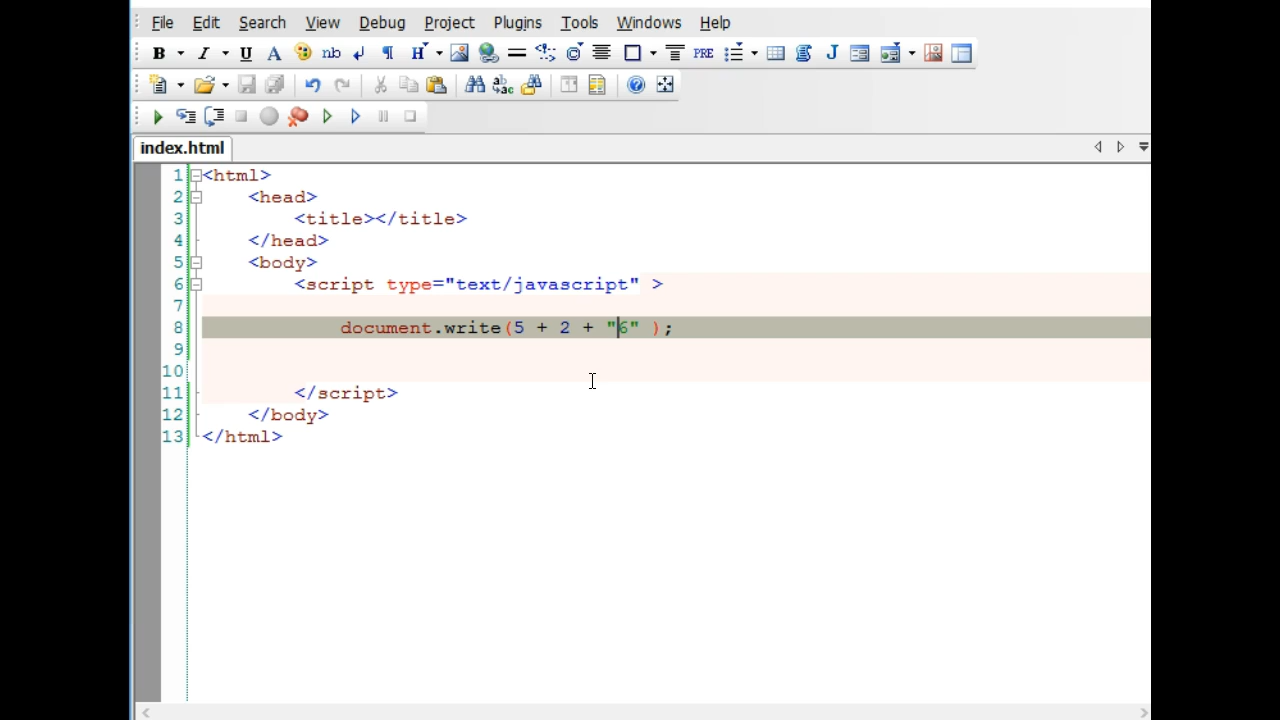 File Edit Search View Debug Project Plugins Tools Windows Help
B I U A nb ¶ H PRE J
index.html
1 <html>
2 <head>
3 <title></title>
4 </head>
5 <body>
6 <script type="text/javascript" >
7
8 document.write(5 + 2 + "6" );
9
10
11 </script>
12 </body>
13 </html>